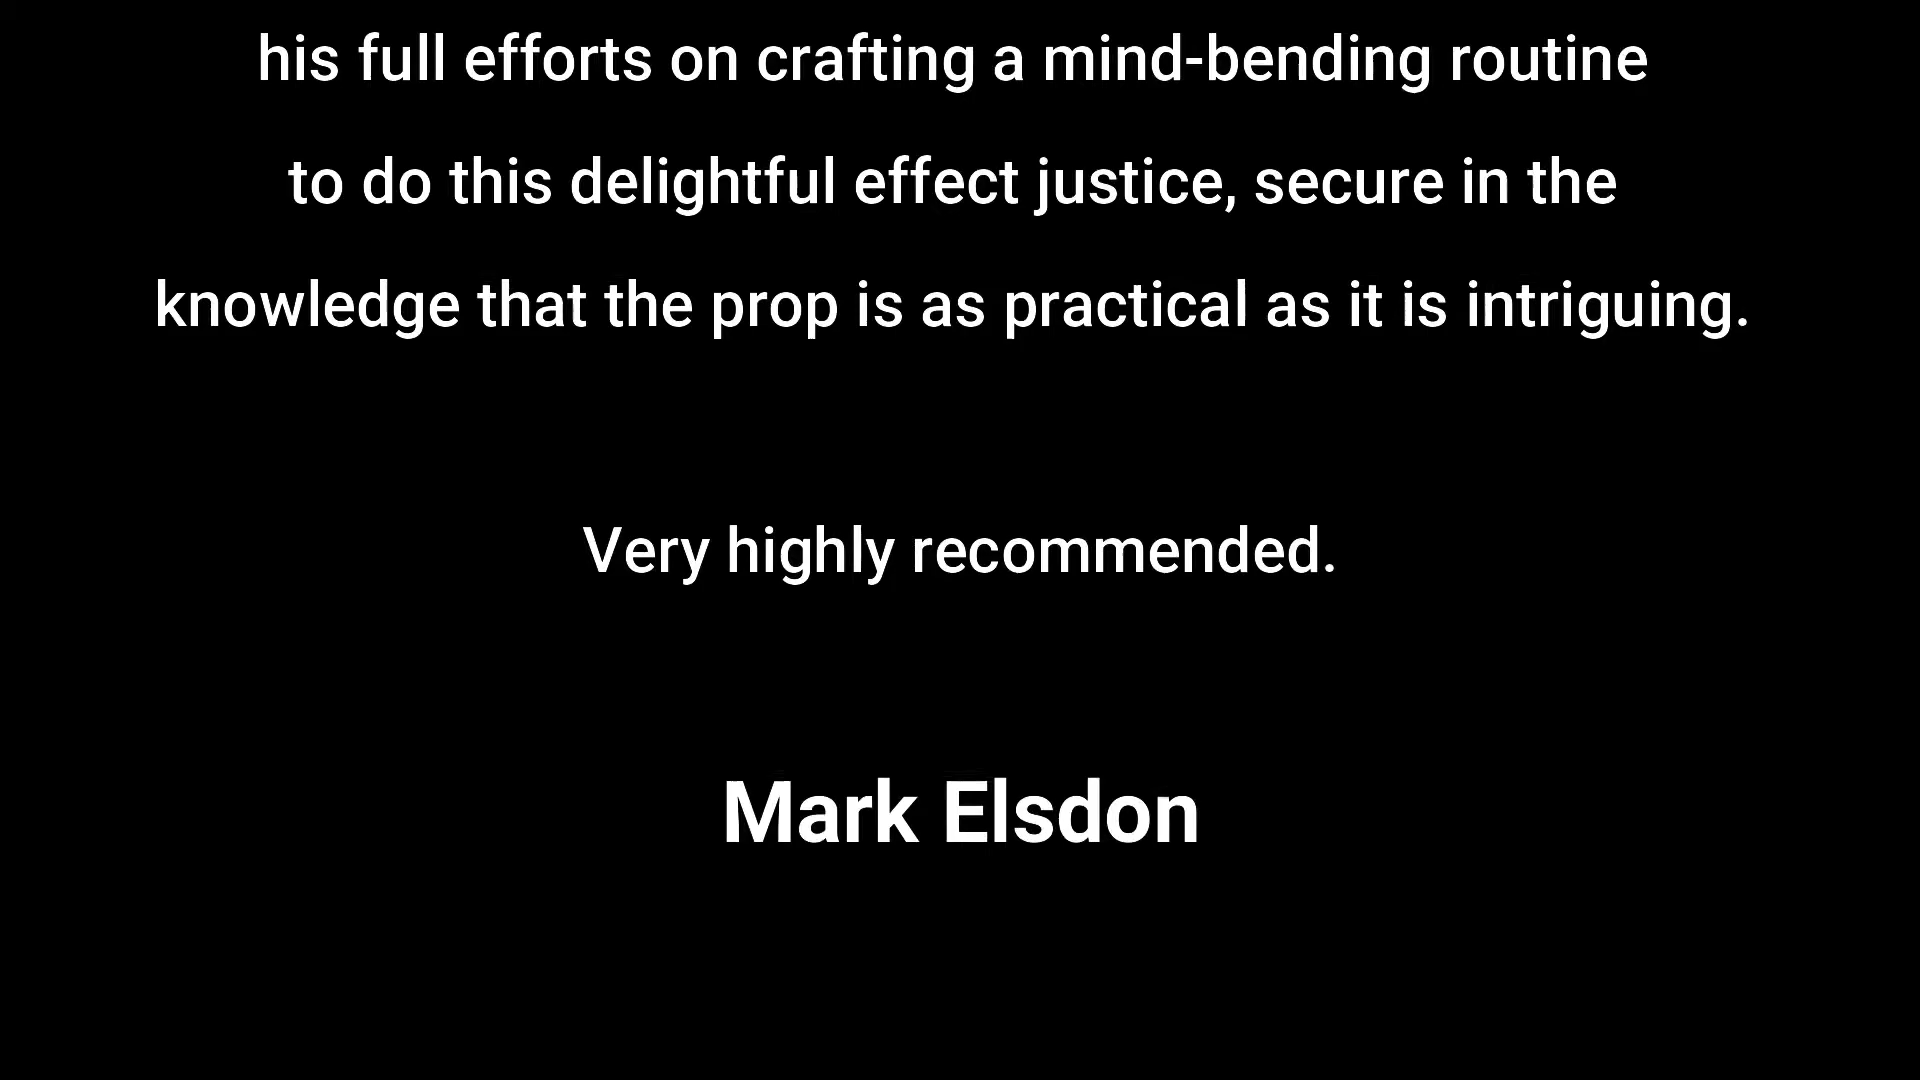 his full efforts on crafting a mind-bending routine
to do this delightful effect justice, secure in the
knowledge that the prop is as practical as it is intriguing.
Very highly recommended.
Mark Elsdon